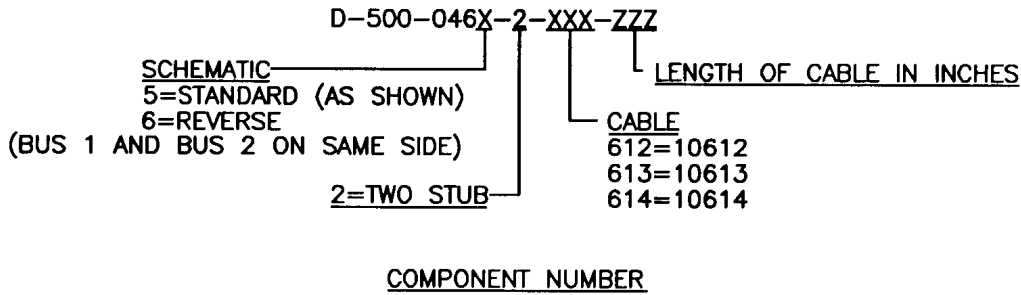 D-500-046X-2-XXX-ZZZ
SCHEMATIC
5=STANDARD (AS SHOWN)
6=REVERSE
(BUS 1 AND BUS 2 ON SAME SIDE)
2=TWO STUB
LENGTH OF CABLE IN INCHES
CABLE
612=10612
613=10613
614=10614
COMPONENT NUMBER